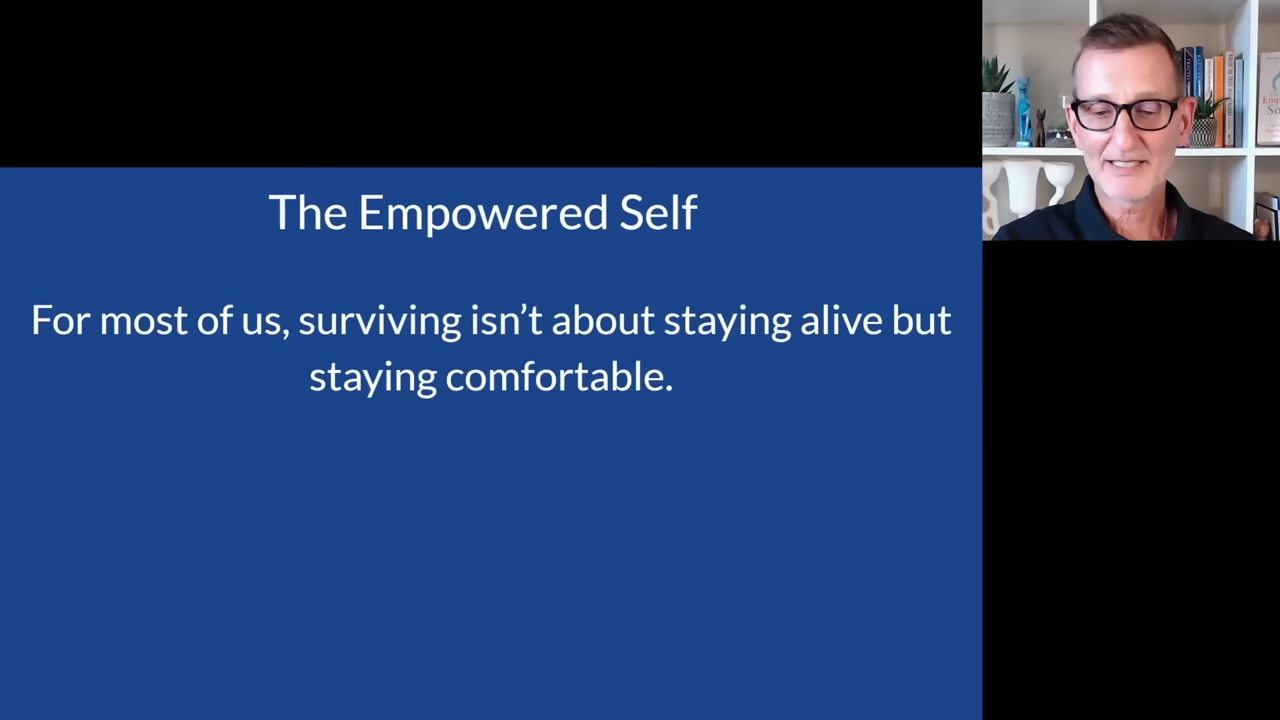 The Empowered Self
For most of us, surviving isn’t about staying alive but
staying comfortable.